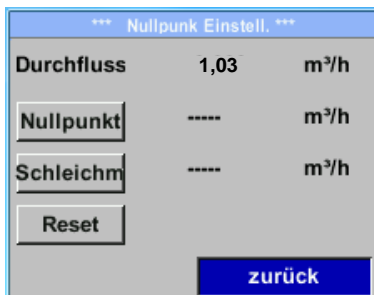 *** Nullpunk Einstell. ***
Durchfluss 1,03 m³/h
Nullpunkt ----- m³/h
Schleichm ----- m³/h
Reset
zurück